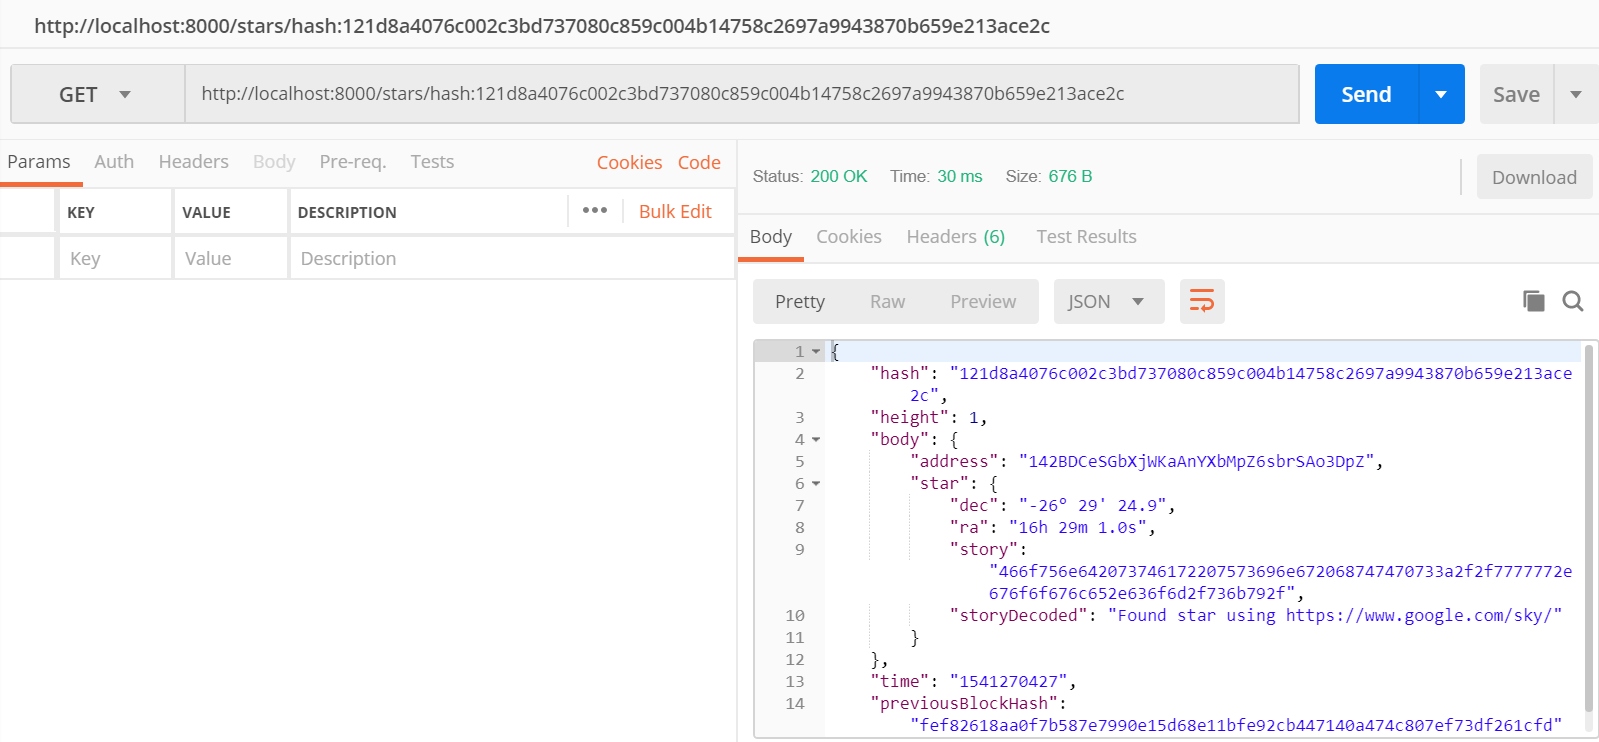 http://localhost:8000/stars/hash:121d8a4076c002c3bd737080c859c004b14758c2697a9943870b659e213ace2c
GET http://localhost:8000/stars/hash:121d8a4076c002c3bd737080c859c004b14758c2697a9943870b659e213ace2c Send Save
Params Auth Headers Body Pre-req. Tests Cookies Code
KEY VALUE DESCRIPTION ••• Bulk Edit
Key Value Description
Status: 200 OK Time: 30 ms Size: 676 B Download
Body Cookies Headers (6) Test Results
Pretty Raw Preview JSON
1 {
2 "hash": "121d8a4076c002c3bd737080c859c004b14758c2697a9943870b659e213ace
2c",
3 "height": 1,
4 "body": {
5 "address": "142BDCeSGbXjWKaAnYXbMpZ6sbrSAo3DpZ",
6 "star": {
7 "dec": "-26° 29' 24.9",
8 "ra": "16h 29m 1.0s",
9 "story":
"466f756e642073746172207573696e672068747470733a2f2f7777772e
676f6f676c652e636f6d2f736b792f",
10 "storyDecoded": "Found star using https://www.google.com/sky/"
11 }
12 },
13 "time": "1541270427",
14 "previousBlockHash":
"fef82618aa0f7b587e7990e15d68e11bfe92cb447140a474c807ef73df261cfd"